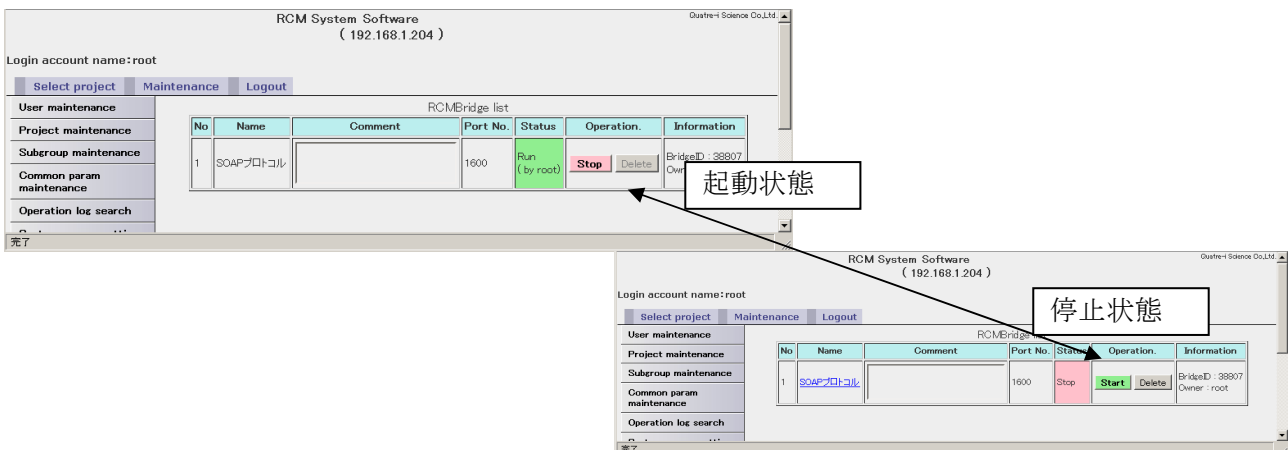 RCM System Software
Quatre-i Science Co.,Ltd.
( 192.168.1.204 )
Login account name:root
Select project Maintenance Logout
User maintenance
Project maintenance
Subgroup maintenance
Common param
maintenance
Operation log search
RCMBridge list
No Name Comment Port No. Status Operation. Information
1 SOAPプロトコル 1600 Run
( by root) Stop Delete BridgeID : 38807
起動状態
完了
RCM System Software
Quatre-i Science Co.,Ltd.
( 192.168.1.204 )
Login account name:root
Select project Maintenance Logout
停止状態
User maintenance
Project maintenance
Subgroup maintenance
Common param
maintenance
Operation log search
No Name Comment Port No. Status Operation. Information
1 SOAPプロトコル 1600 Stop Start Delete BridgeID : 38807
Owner : root
完了